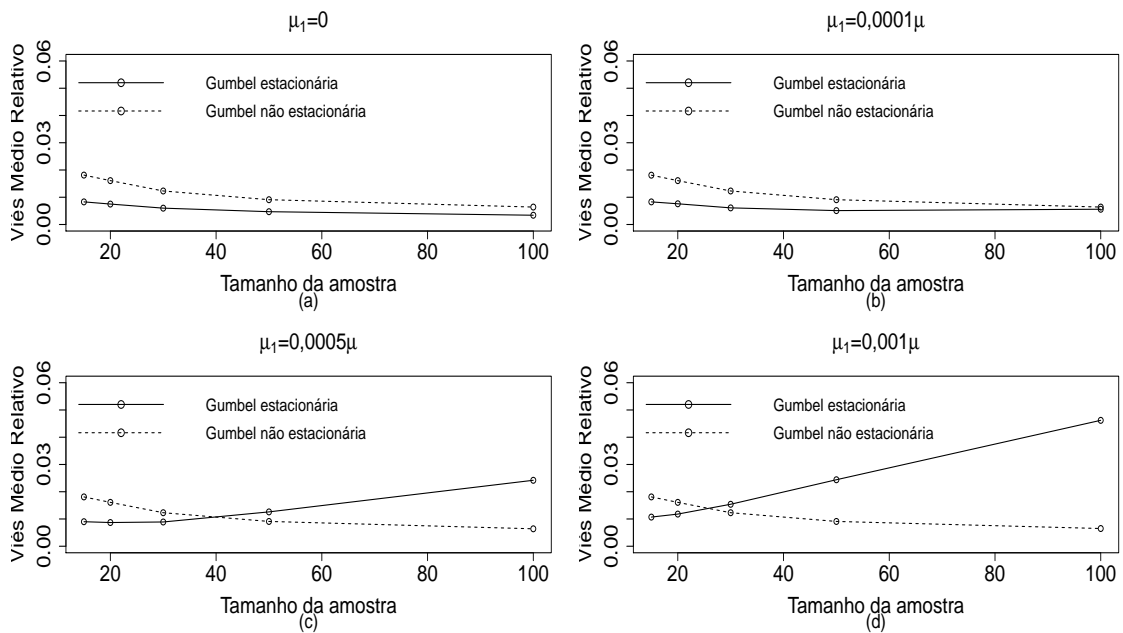 μ₁=0
Viés Médio Relativo
0.00 0.03 0.06
Gumbel estacionária
Gumbel não estacionária
20 40 60 80 100
Tamanho da amostra
(a)
μ₁=0,0001μ
Viés Médio Relativo
0.00 0.03 0.06
Gumbel estacionária
Gumbel não estacionária
20 40 60 80 100
Tamanho da amostra
(b)
μ₁=0,0005μ
Viés Médio Relativo
0.00 0.03 0.06
Gumbel estacionária
Gumbel não estacionária
20 40 60 80 100
Tamanho da amostra
(c)
μ₁=0,001μ
Viés Médio Relativo
0.00 0.03 0.06
Gumbel estacionária
Gumbel não estacionária
20 40 60 80 100
Tamanho da amostra
(d)